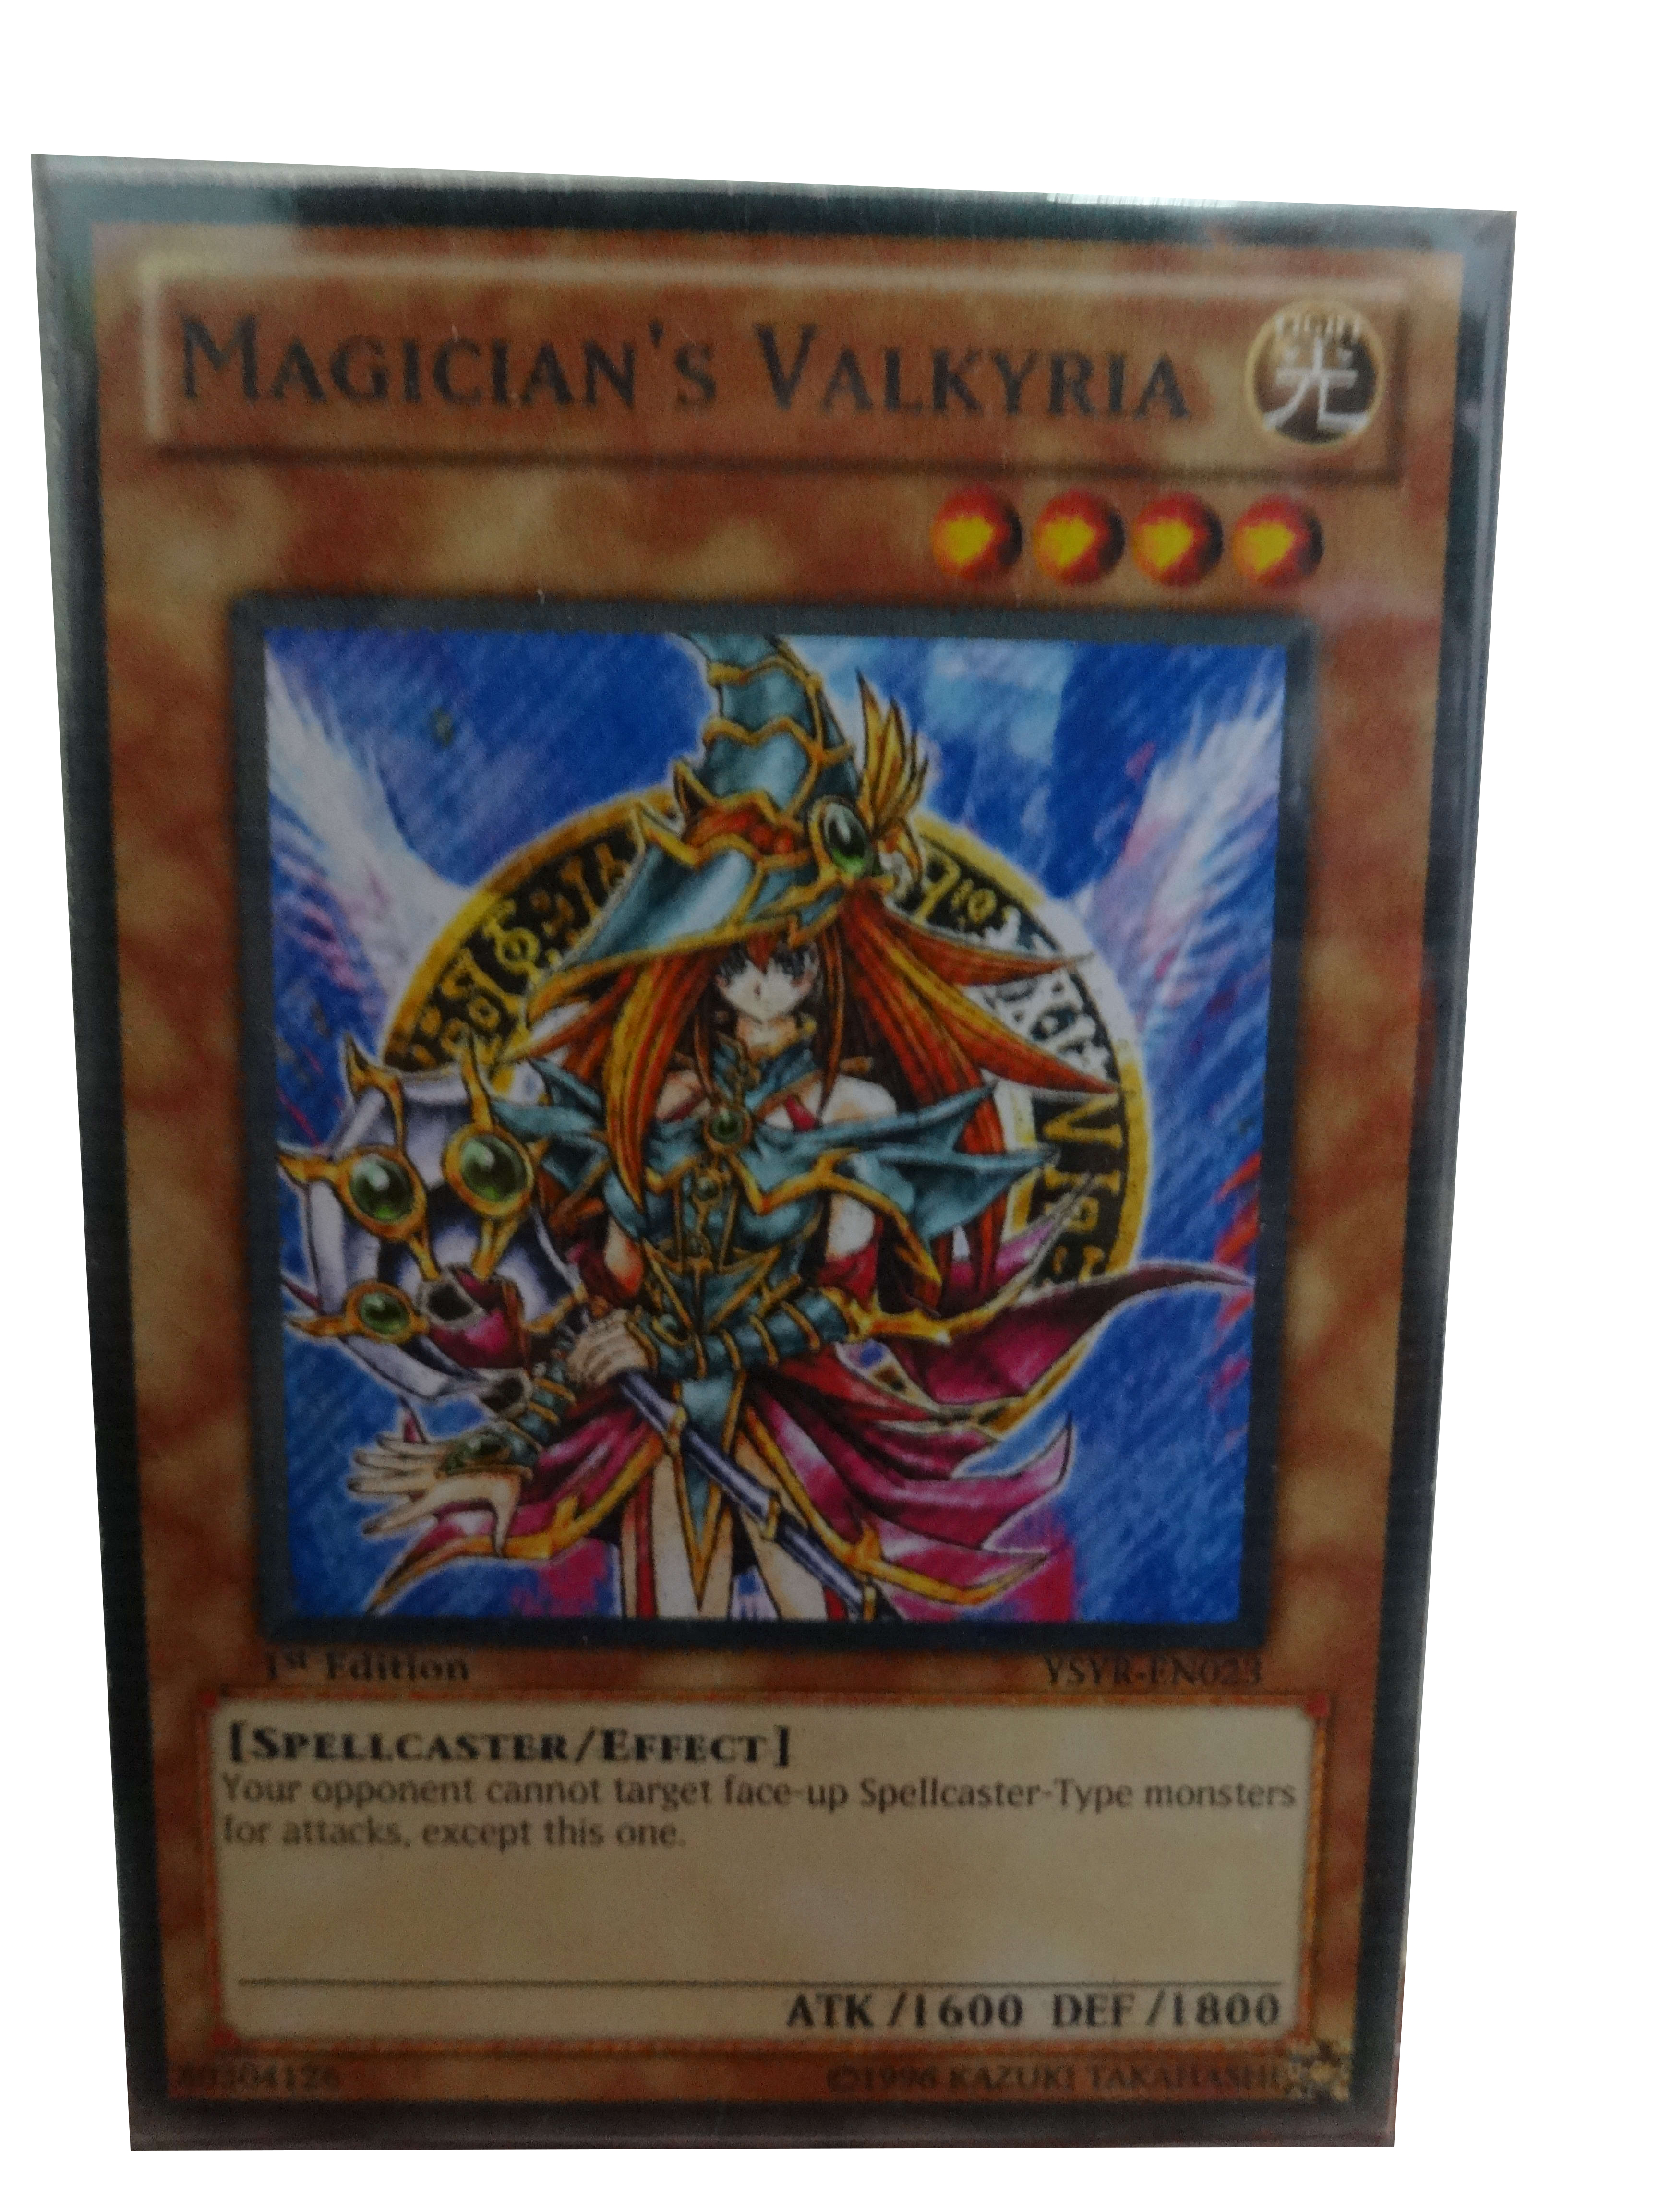 MAGICIAN'S VALKYRIA
光
1st Edition
YSYR-EN023
[SPELLCASTER/EFFECT]
Your opponent cannot target face-up Spellcaster-Type monsters
for attacks, except this one.
ATK/1600 DEF/1800
80304126
©1996 KAZUKI TAKAHASHI